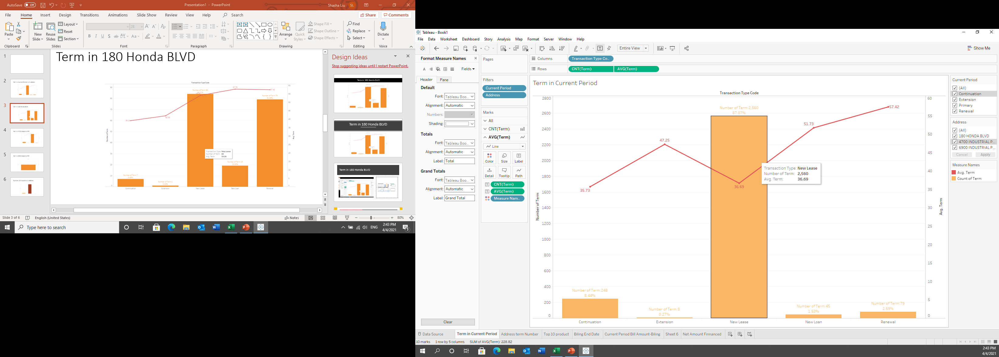 AutoSave Off
Presentation1 - PowerPoint
Shasha Liu SL
File Home Insert Design Transitions Animations Slide Show Review View Help Search
Share Comments
Paste
Clipboard
New Slide
Reuse Slides
Layout
Reset
Section
Slides
28
Font
Paragraph
Arrange
Quick Styles
Shape Fill
Shape Outline
Shape Effects
Drawing
Find
Replace
Select
Editing
Dictate
Voice
1
2
3
4
5
6
Term in 180 Honda BLVD
Transaction Type Code
Number of Term
Avg. Term
Transaction Type: New Lease
Number of Term: 84
Continuation Extension New Lease New Loan Renewal
Design Ideas
Stop suggesting ideas until I restart PowerPoint.
Term in 180 Honda BLVD
Term in 180 Honda BLVD
Term in 180 Honda BLVD
Slide 3 of 6 English (United States)
Notes
80%
Type here to search
ENG
2:43 PM
4/4/2021
3
Tableau - Book1
File Data Worksheet Dashboard Story Analysis Map Format Server Window Help
Entire View
Show Me
Format Measure Names
Fields
Header Pane
Default
Font: Tableau Boo..
Alignment: Automatic
Numbers:
Shading:
Totals
Font: Tableau Boo..
Alignment: Automatic
Label: Total
Grand Totals
Font: Tableau Boo..
Alignment: Automatic
Label: Grand Total
Clear
Pages
Filters
Current Period
Address
Marks
All
CNT(Term)
AVG(Term)
Line
Color Size Label
Detail Tooltip Path
CNT(Term)
AVG(Term)
Measure Nam..
Columns Transaction Type Co..
Rows CNT(Term) AVG(Term)
Term in Current Period
Transaction Type Code
2800
2600
2400
2200
2000
1800
1600
1400
1200
1000
800
600
400
200
0
Number of Term
60
55
50
45
40
35
30
25
20
15
10
5
0
Avg. Term
35.73
47.25
36.69
51.73
57.42
Number of Term:248
8.44%
Number of Term:8
0.27%
Number of Term:2,560
87.07%
Number of Term:45
1.53%
Number of Term:79
2.69%
Transaction Type: New Lease
Number of Term: 2,560
Avg. Term: 36.69
Continuation Extension New Lease New Loan Renewal
Current Period
(All)
Continuation
Extension
Primary
Renewal
Address
(All)
180 HONDA BLVD
4700 INDUSTRIAL P...
6900 INDUSTRIAL P...
Cancel Apply
Measure Names
Avg. Term
Count of Term
Data Source Term in Current Period Address term Number Top 10 product Biling End Date Current Period Bill Amount-Biling Sheet 6 Net Amount Finnanced
10 marks 1 row by 5 columns SUM of AVG(Term): 228.82
2:43 PM
4/4/2021